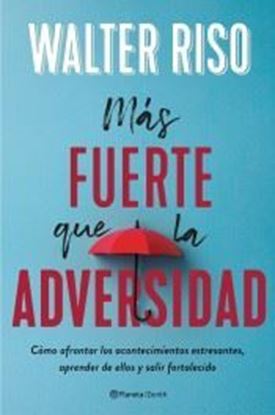 WALTER RISO
Más
FUERTE
que la
ADVERSIDAD
Cómo afrontar los acontecimientos estresantes,
aprender de ellos y salir fortalecido
Planeta / Zenith